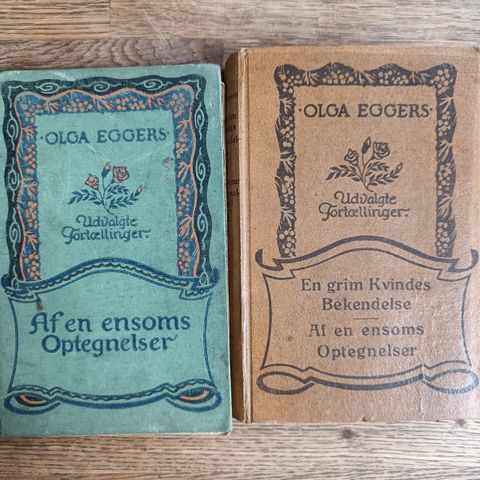 · OLGA EGGERS ·
Udvalgte
Fortællinger
Af en ensoms
Optegnelser
· OLGA EGGERS ·
Udvalgte
Fortællinger
En grim Kvindes
Bekendelse
Af en ensoms
Optegnelser